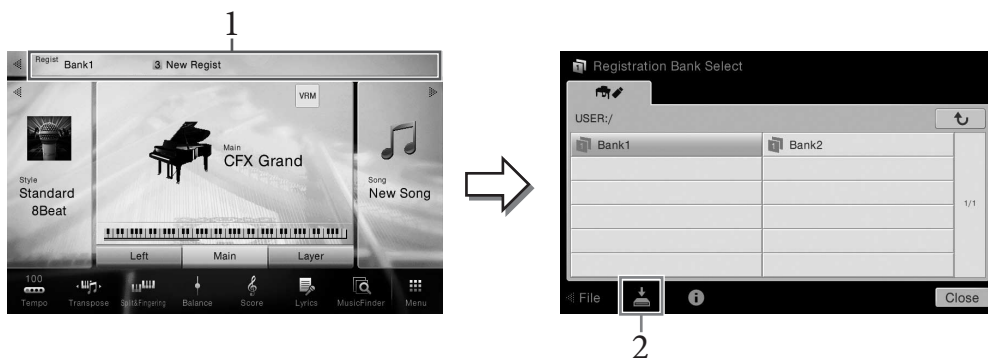 1
Regist Bank1 3 New Regist
VRM
Main
CFX Grand
Style
Standard
8Beat
Song
New Song
Left Main Layer
100
Tempo Transpose Split&Fingering Balance Score Lyrics MusicFinder Menu
Registration Bank Select
USER:/
Bank1 Bank2
1/1
File Close
2